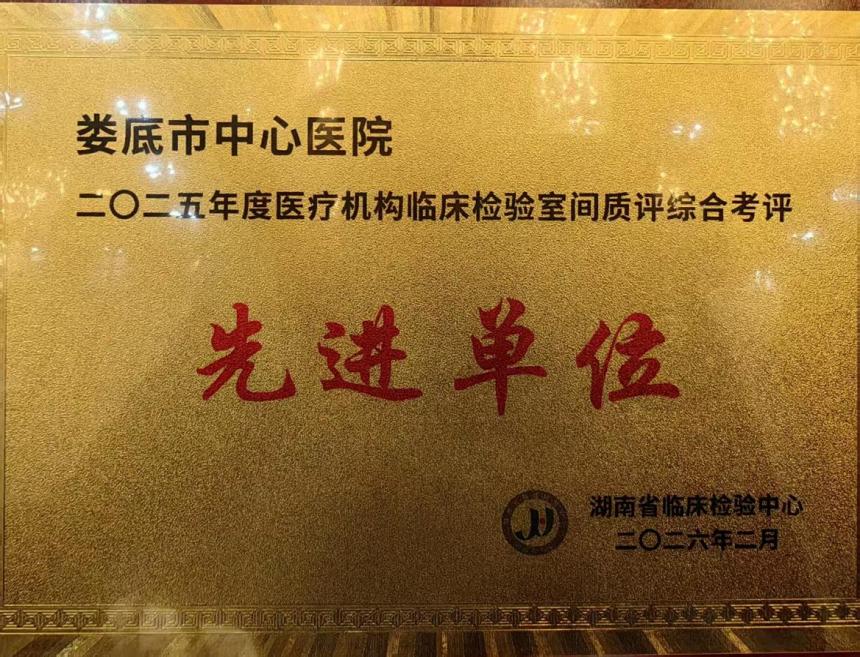 娄底市中心医院
二〇二五年度医疗机构临床检验室间质评综合考评
先进单位
湖南省临床检验中心
二〇二六年二月